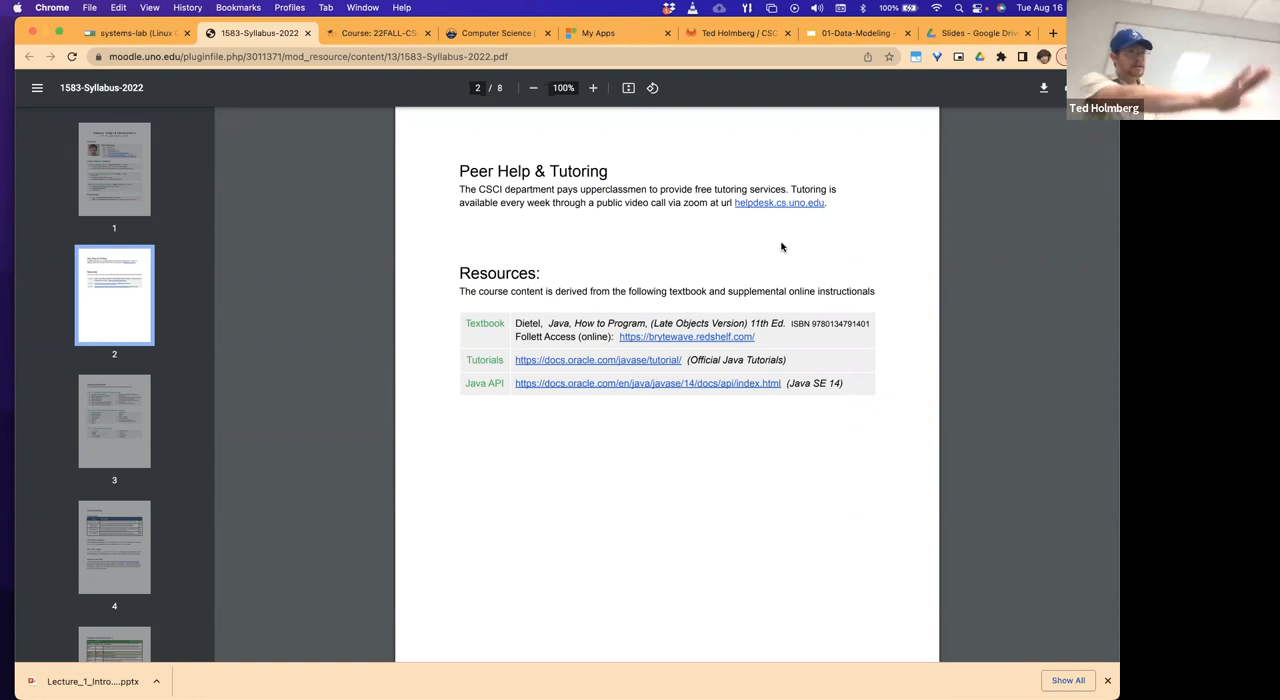 Chrome File Edit View History Bookmarks Profiles Tab Window Help 100% Tue Aug 16
systems-lab (Linux 1583-Syllabus-2022 Course: 22FALL-CS Computer Science | My Apps Ted Holmberg / CSC 01-Data-Modeling - Slides - Google Driv
moodle.uno.edu/pluginfile.php/3011371/mod_resource/content/13/1583-Syllabus-2022.pdf
1583-Syllabus-2022 2 / 8 100%
Ted Holmberg
1
2
3
4
Peer Help & Tutoring
The CSCI department pays upperclassmen to provide free tutoring services. Tutoring is
available every week through a public video call via zoom at url helpdesk.cs.uno.edu.
Resources:
The course content is derived from the following textbook and supplemental online instructionals
Textbook Dietel, Java, How to Program, (Late Objects Version) 11th Ed. ISBN 9780134791401
Follett Access (online): https://brytewave.redshelf.com/
Tutorials https://docs.oracle.com/javase/tutorial/ (Official Java Tutorials)
Java API https://docs.oracle.com/en/java/javase/14/docs/api/index.html (Java SE 14)
Lecture_1_Intro....pptx Show All